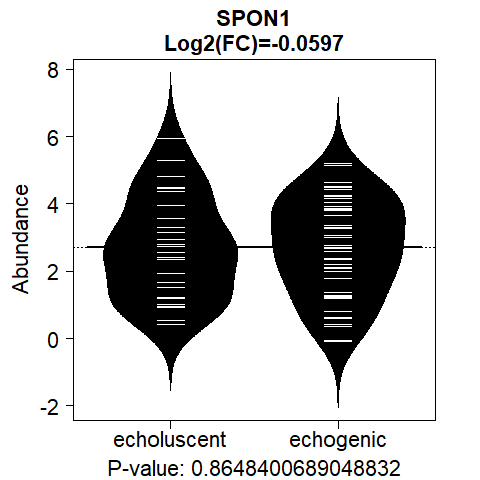 SPON1
Log2(FC)=-0.0597
Abundance
8
6
4
2
0
-2
echoluscent echogenic
P-value: 0.8648400689048832